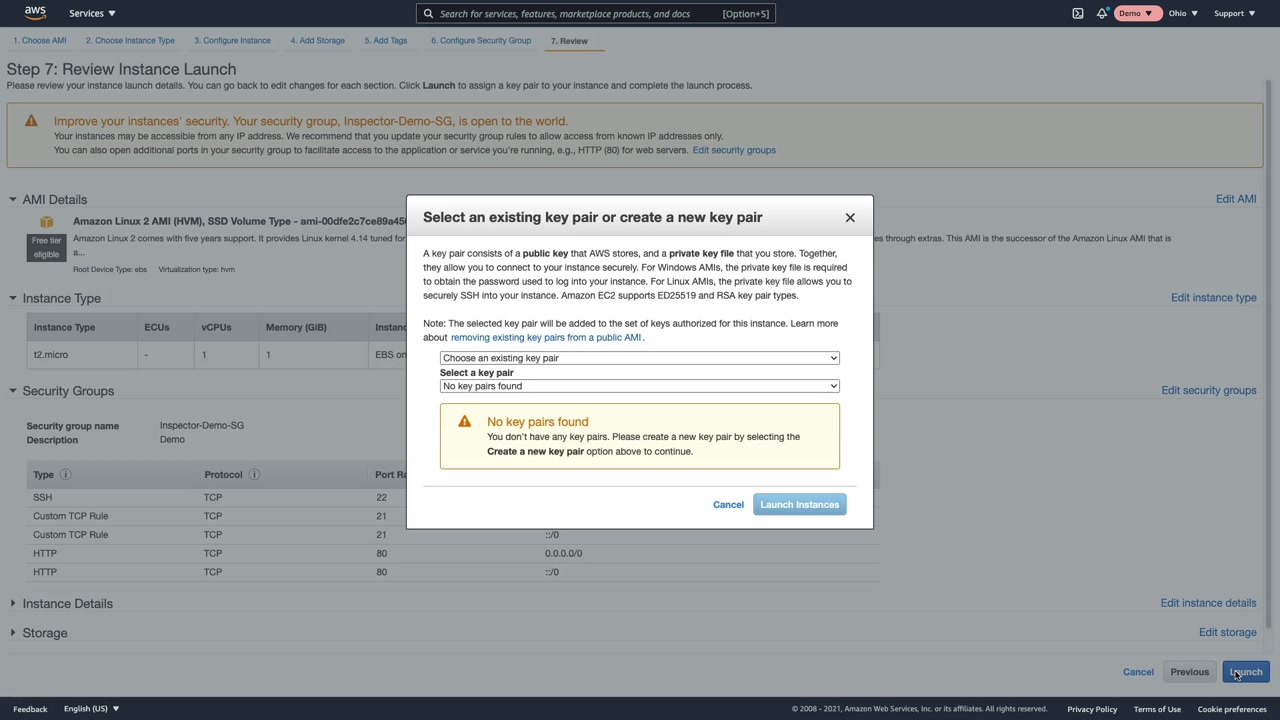 aws
Services
Search for services, features, marketplace products, and docs [Option+S]
Demo
Ohio
Support
1. Choose AMI
2. Choose Instance Type
3. Configure Instance
4. Add Storage
5. Add Tags
6. Configure Security Group
7. Review
Step 7: Review Instance Launch
Please review your instance launch details. You can go back to edit changes for each section. Click Launch to assign a key pair to your instance and complete the launch process.
Improve your instances' security. Your security group, Inspector-Demo-SG, is open to the world.
Your instances may be accessible from any IP address. We recommend that you update your security group rules to allow access from known IP addresses only.
You can also open additional ports in your security group to facilitate access to the application or service you're running, e.g., HTTP (80) for web servers. Edit security groups
AMI Details
Edit AMI
Amazon Linux 2 AMI (HVM), SSD Volume Type - ami-00dfe2c7ce89a45
Free tier eligible
Amazon Linux 2 comes with five years support. It provides Linux kernel 4.14 tuned for
es through extras. This AMI is the successor of the Amazon Linux AMI that is
a...
Root Device Type: ebs Virtualization type: hvm
Instance Type
Edit instance type
Instance Type ECUs vCPUs Memory (GiB) Instanc
t2.micro - 1 1 EBS on
Security Groups
Edit security groups
Security group name Inspector-Demo-SG
Description Demo
Type Protocol Port Ra
SSH TCP 22
Custom TCP Rule TCP 21
Custom TCP Rule TCP 21 ::/0
HTTP TCP 80 0.0.0.0/0
HTTP TCP 80 ::/0
Instance Details
Edit instance details
Storage
Edit storage
Select an existing key pair or create a new key pair
A key pair consists of a public key that AWS stores, and a private key file that you store. Together,
they allow you to connect to your instance securely. For Windows AMIs, the private key file is required
to obtain the password used to log into your instance. For Linux AMIs, the private key file allows you to
securely SSH into your instance. Amazon EC2 supports ED25519 and RSA key pair types.
Note: The selected key pair will be added to the set of keys authorized for this instance. Learn more
about removing existing key pairs from a public AMI.
Choose an existing key pair
Select a key pair
No key pairs found
No key pairs found
You don't have any key pairs. Please create a new key pair by selecting the
Create a new key pair option above to continue.
Cancel
Launch Instances
Cancel
Previous
Launch
Feedback
English (US)
© 2008 - 2021, Amazon Web Services, Inc. or its affiliates. All rights reserved.
Privacy Policy
Terms of Use
Cookie preferences